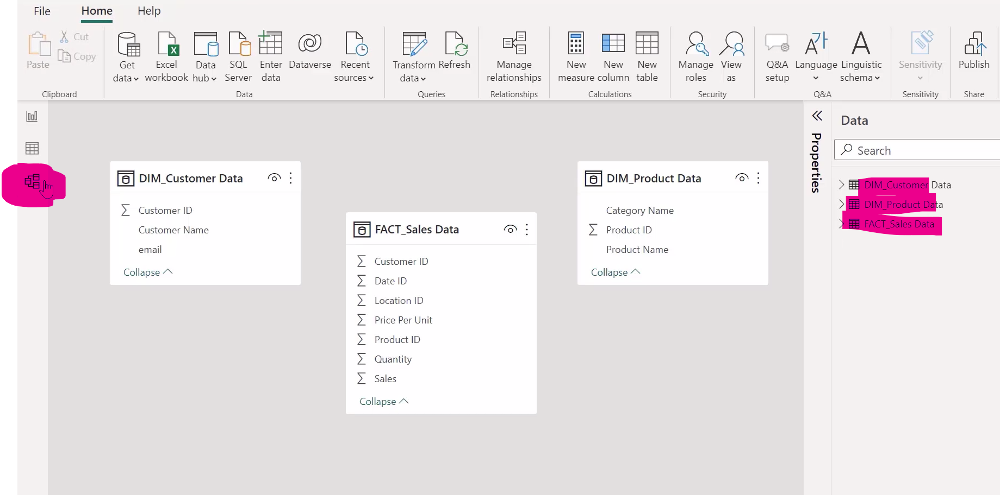 File Home Help
Paste
Cut
Copy
Clipboard
Get data
Excel workbook
Data hub
SQL Server
Enter data
Dataverse
Recent sources
Data
Transform data
Refresh
Queries
Manage relationships
Relationships
New measure
New column
New table
Calculations
Manage roles
View as
Security
Q&A setup
Language
Linguistic schema
Q&A
Sensitivity
Sensitivity
Publish
Share
DIM_Customer Data
Customer ID
Customer Name
email
Collapse
FACT_Sales Data
Customer ID
Date ID
Location ID
Price Per Unit
Product ID
Quantity
Sales
Collapse
DIM_Product Data
Category Name
Product ID
Product Name
Collapse
Properties
Data
Search
DIM_Customer Data
DIM_Product Data
FACT_Sales Data